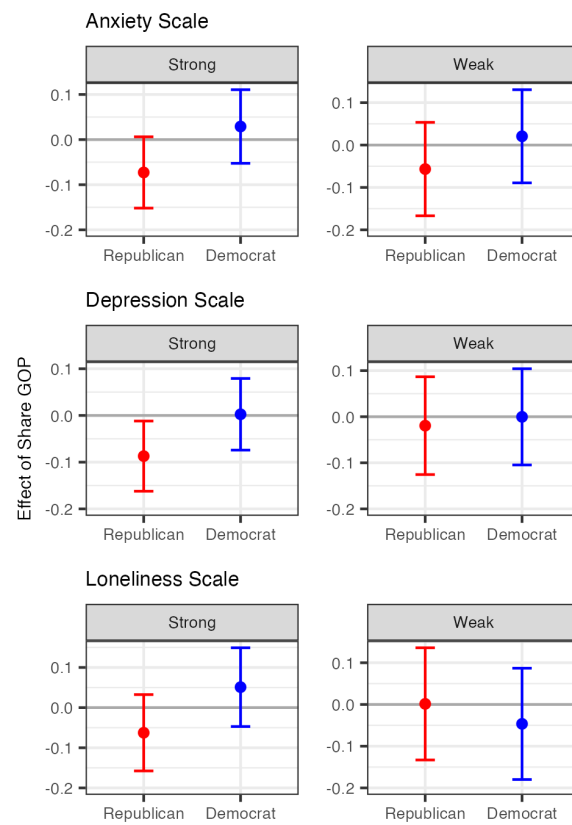 Anxiety Scale
Strong
Weak
0.1
0.0
-0.1
-0.2
0.1
0.0
-0.1
-0.2
Republican Democrat
Republican Democrat
Depression Scale
Strong
Weak
Effect of Share GOP
0.1
0.0
-0.1
-0.2
0.1
0.0
-0.1
-0.2
Republican Democrat
Republican Democrat
Loneliness Scale
Strong
Weak
0.1
0.0
-0.1
-0.2
0.1
0.0
-0.1
-0.2
Republican Democrat
Republican Democrat